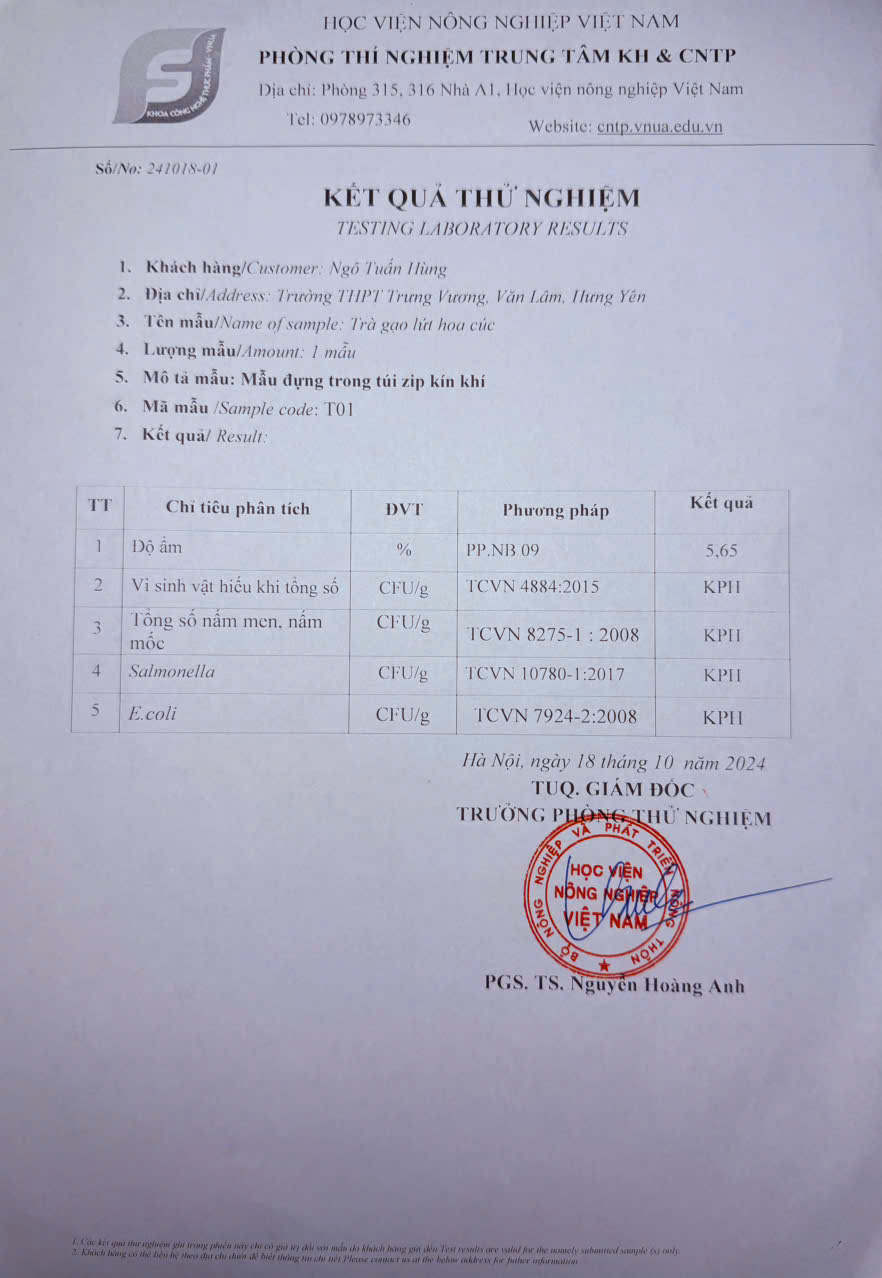 HỌC VIỆN NÔNG NGHIỆP VIỆT NAM
PHÒNG THÍ NGHIỆM TRUNG TÂM KH & CNTP
Địa chỉ: Phòng 315, 316 Nhà A1, Học viện nông nghiệp Việt Nam
Tel: 0978973346
Website: cntp.vnua.edu.vn
KHOA CÔNG NGHỆ THỰC PHẨM - VNUA
Số/No: 241018-01
KẾT QUẢ THỬ NGHIỆM
TESTING LABORATORY RESULTS
1. Khách hàng/Customer: Ngô Tuấn Hùng
2. Địa chỉ/Address: Trường THPT Trưng Vương, Văn Lâm, Hưng Yên
3. Tên mẫu/Name of sample: Trà gạo lứt hoa cúc
4. Lượng mẫu/Amount: 1 mẫu
5. Mô tả mẫu: Mẫu đựng trong túi zip kín khí
6. Mã mẫu /Sample code: T01
7. Kết quả/ Result:
TT Chỉ tiêu phân tích ĐVT Phương pháp Kết quả
1 Độ ẩm % PP.NB 09 5,65
2 Vi sinh vật hiếu khí tổng số CFU/g TCVN 4884:2015 KPH
3 Tổng số nấm men, nấm mốc CFU/g TCVN 8275-1 : 2008 KPH
4 Salmonella CFU/g TCVN 10780-1:2017 KPH
5 E.coli CFU/g TCVN 7924-2:2008 KPH
Hà Nội, ngày 18 tháng 10 năm 2024
TUQ. GIÁM ĐỐC
TRƯỞNG PHÒNG THỬ NGHIỆM
BỘ NÔNG NGHIỆP VÀ PHÁT TRIỂN NÔNG THÔN
HỌC VIỆN
NÔNG NGHIỆP
VIỆT NAM
PGS. TS. Nguyễn Hoàng Anh
1. Các kết quả thử nghiệm ghi trong phiếu này chỉ có giá trị đối với mẫu do khách hàng gửi đến Test results are valid for the namely submitted sample (s) only.
2. Khách hàng có thể liên hệ theo địa chỉ dưới để biết thông tin chi tiết Please contact us at the below address for futher information